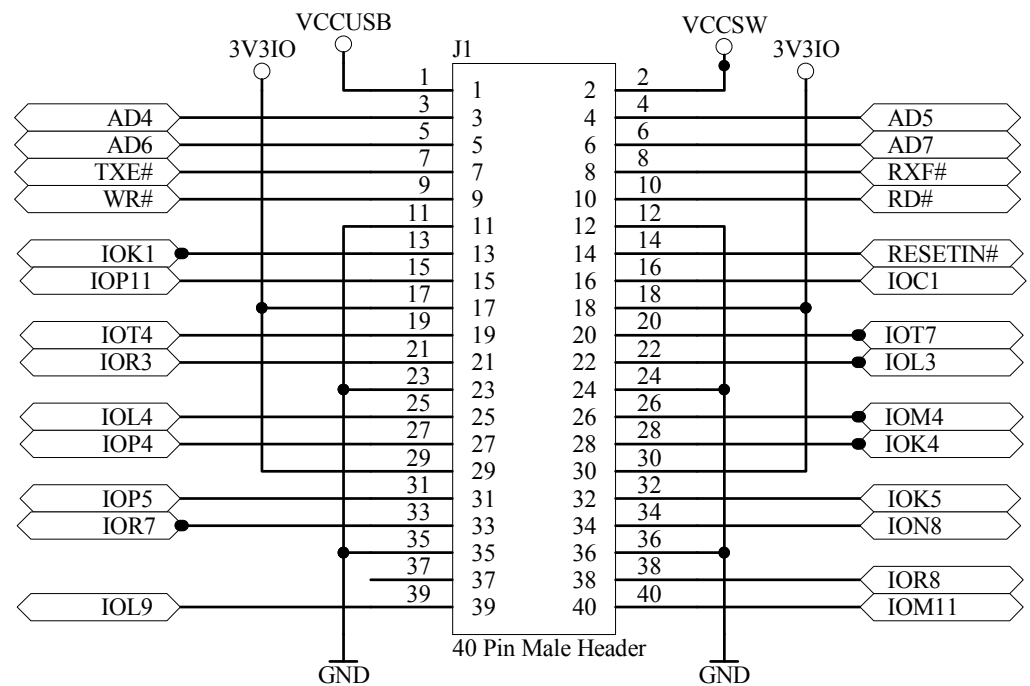 VCCUSB VCCSW
3V3IO J1 3V3IO
1 1 2 2
AD4 3 3 4 4 AD5
AD6 5 5 6 6 AD7
TXE# 7 7 8 8 RXF#
WR# 9 9 10 10 RD#
11 11 12 12
IOK1 13 13 14 14 RESETIN#
IOP11 15 15 16 16 IOC1
17 17 18 18
IOT4 19 19 20 20 IOT7
IOR3 21 21 22 22 IOL3
23 23 24 24
IOL4 25 25 26 26 IOM4
IOP4 27 27 28 28 IOK4
29 29 30 30
IOP5 31 31 32 32 IOK5
IOR7 33 33 34 34 ION8
35 35 36 36
37 37 38 38 IOR8
IOL9 39 39 40 40 IOM11
40 Pin Male Header
GND GND